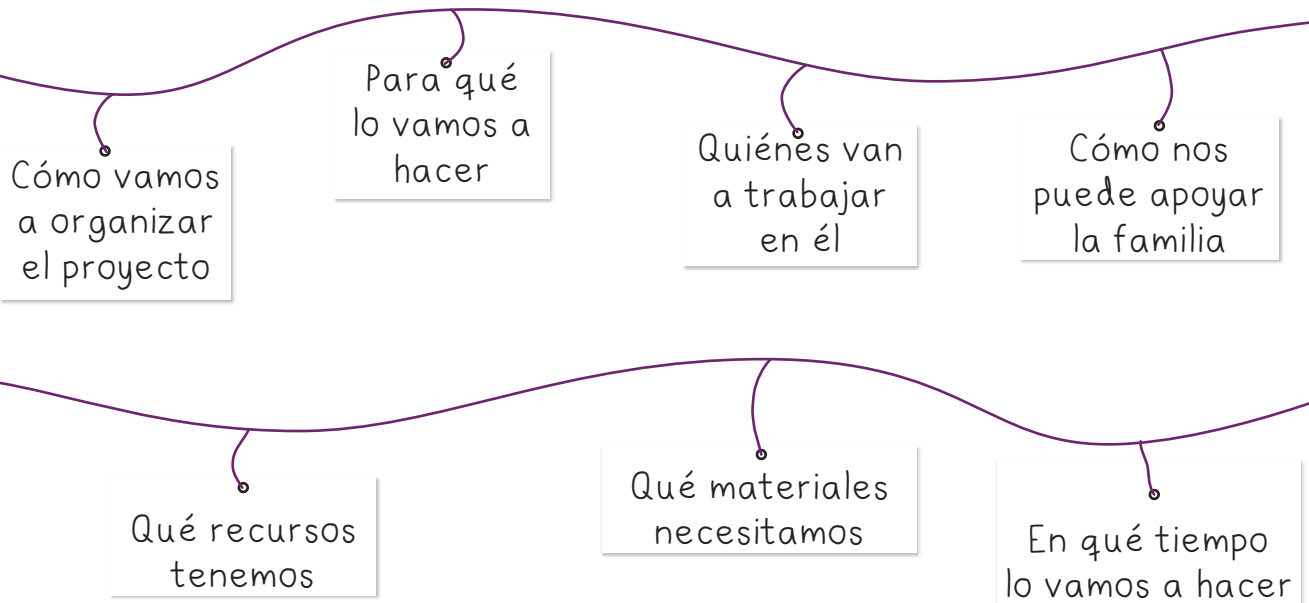 Cómo vamos
a organizar
el proyecto
Para qué
lo vamos a
hacer
Quiénes van
a trabajar
en él
Cómo nos
puede apoyar
la familia
Qué recursos
tenemos
Qué materiales
necesitamos
En qué tiempo
lo vamos a hacer